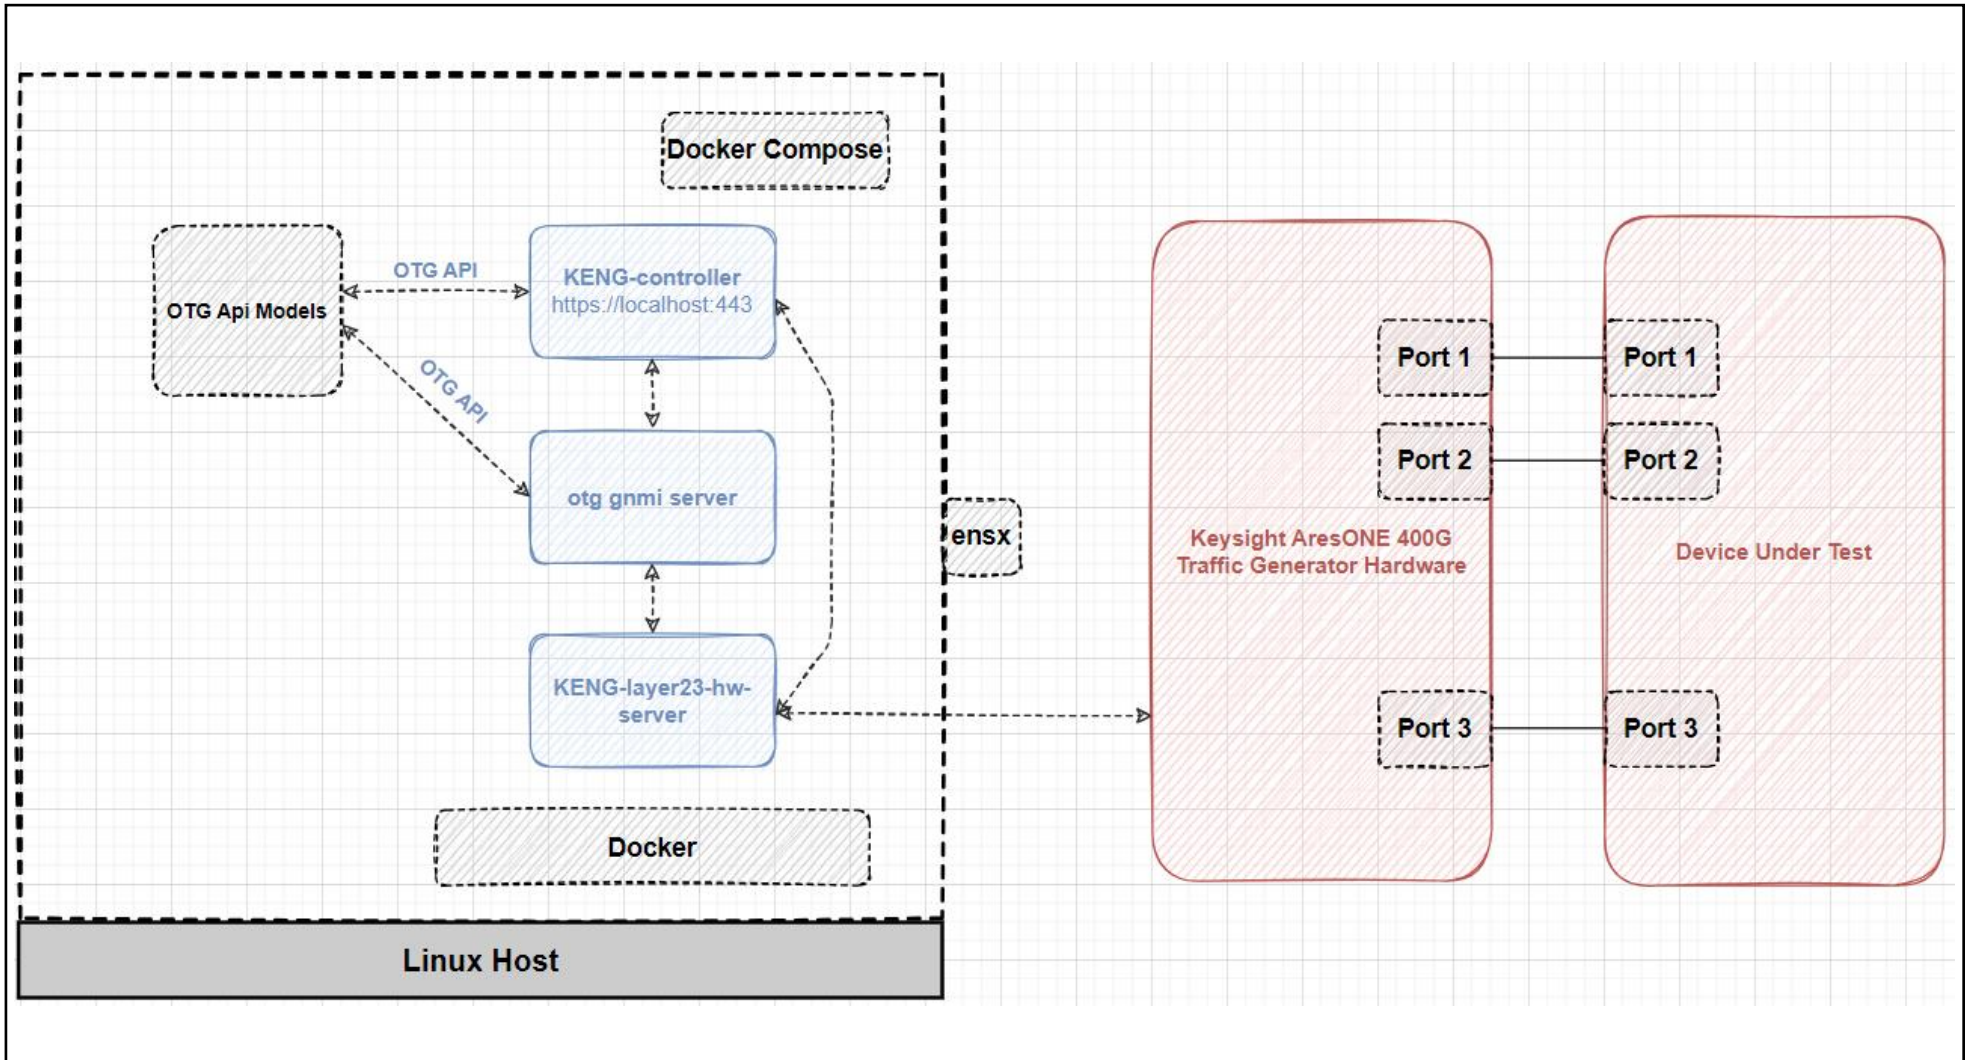 Docker Compose
OTG Api Models
OTG API
KENG-controller
https://localhost:443
OTG API
otg gnmi server
KENG-layer23-hw-
server
Docker
Linux Host
ensx
Keysight AresONE 400G
Traffic Generator Hardware
Port 1
Port 2
Port 3
Port 1
Port 2
Device Under Test
Port 3